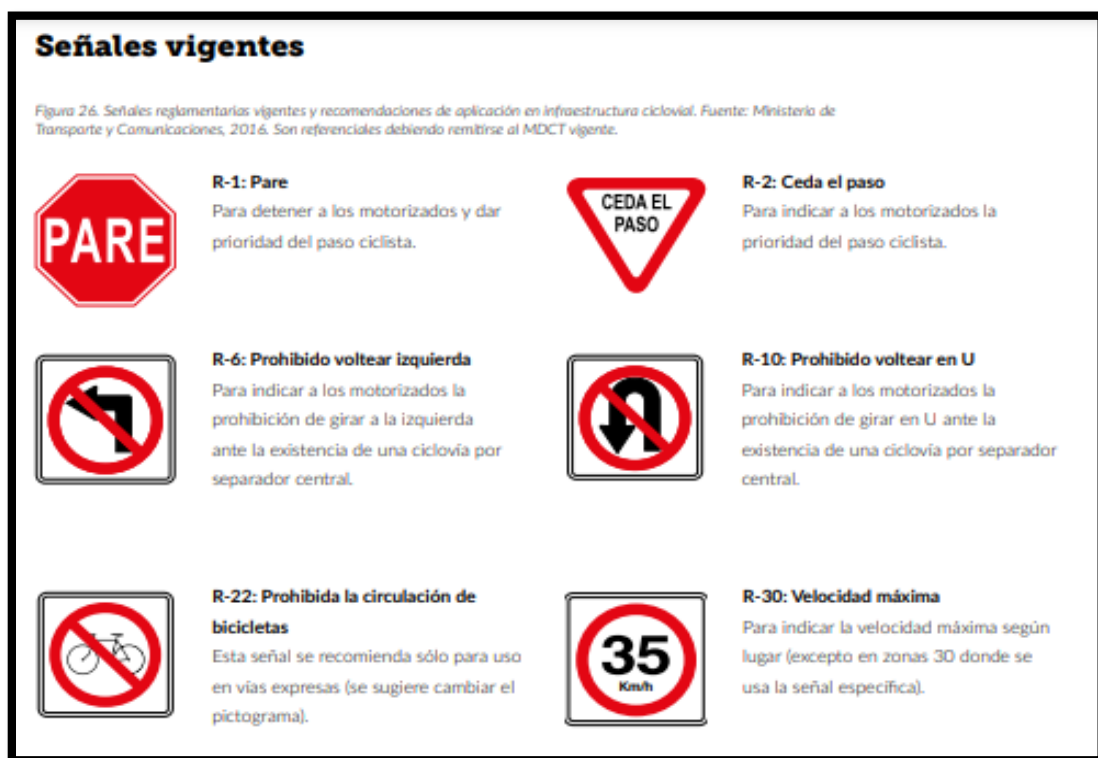 Señales vigentes
Figura 26. Señales reglamentarias vigentes y recomendaciones de aplicación en infraestructura ciclovial. Fuente: Ministerio de
Transporte y Comunicaciones, 2016. Son referenciales debiendo remitirse al MDCT vigente.
PARE
R-1: Pare
Para detener a los motorizados y dar
prioridad del paso ciclista.
CEDA EL
PASO
R-2: Ceda el paso
Para indicar a los motorizados la
prioridad del paso ciclista.
R-6: Prohibido voltear izquierda
Para indicar a los motorizados la
prohibición de girar a la izquierda
ante la existencia de una ciclovía por
separador central.
R-10: Prohibido voltear en U
Para indicar a los motorizados la
prohibición de girar en U ante la
existencia de una ciclovía por separador
central.
R-22: Prohibida la circulación de
bicicletas
Esta señal se recomienda sólo para uso
en vías expresas (se sugiere cambiar el
pictograma).
35
Km/h
R-30: Velocidad máxima
Para indicar la velocidad máxima según
lugar (excepto en zonas 30 donde se
usa la señal específica).